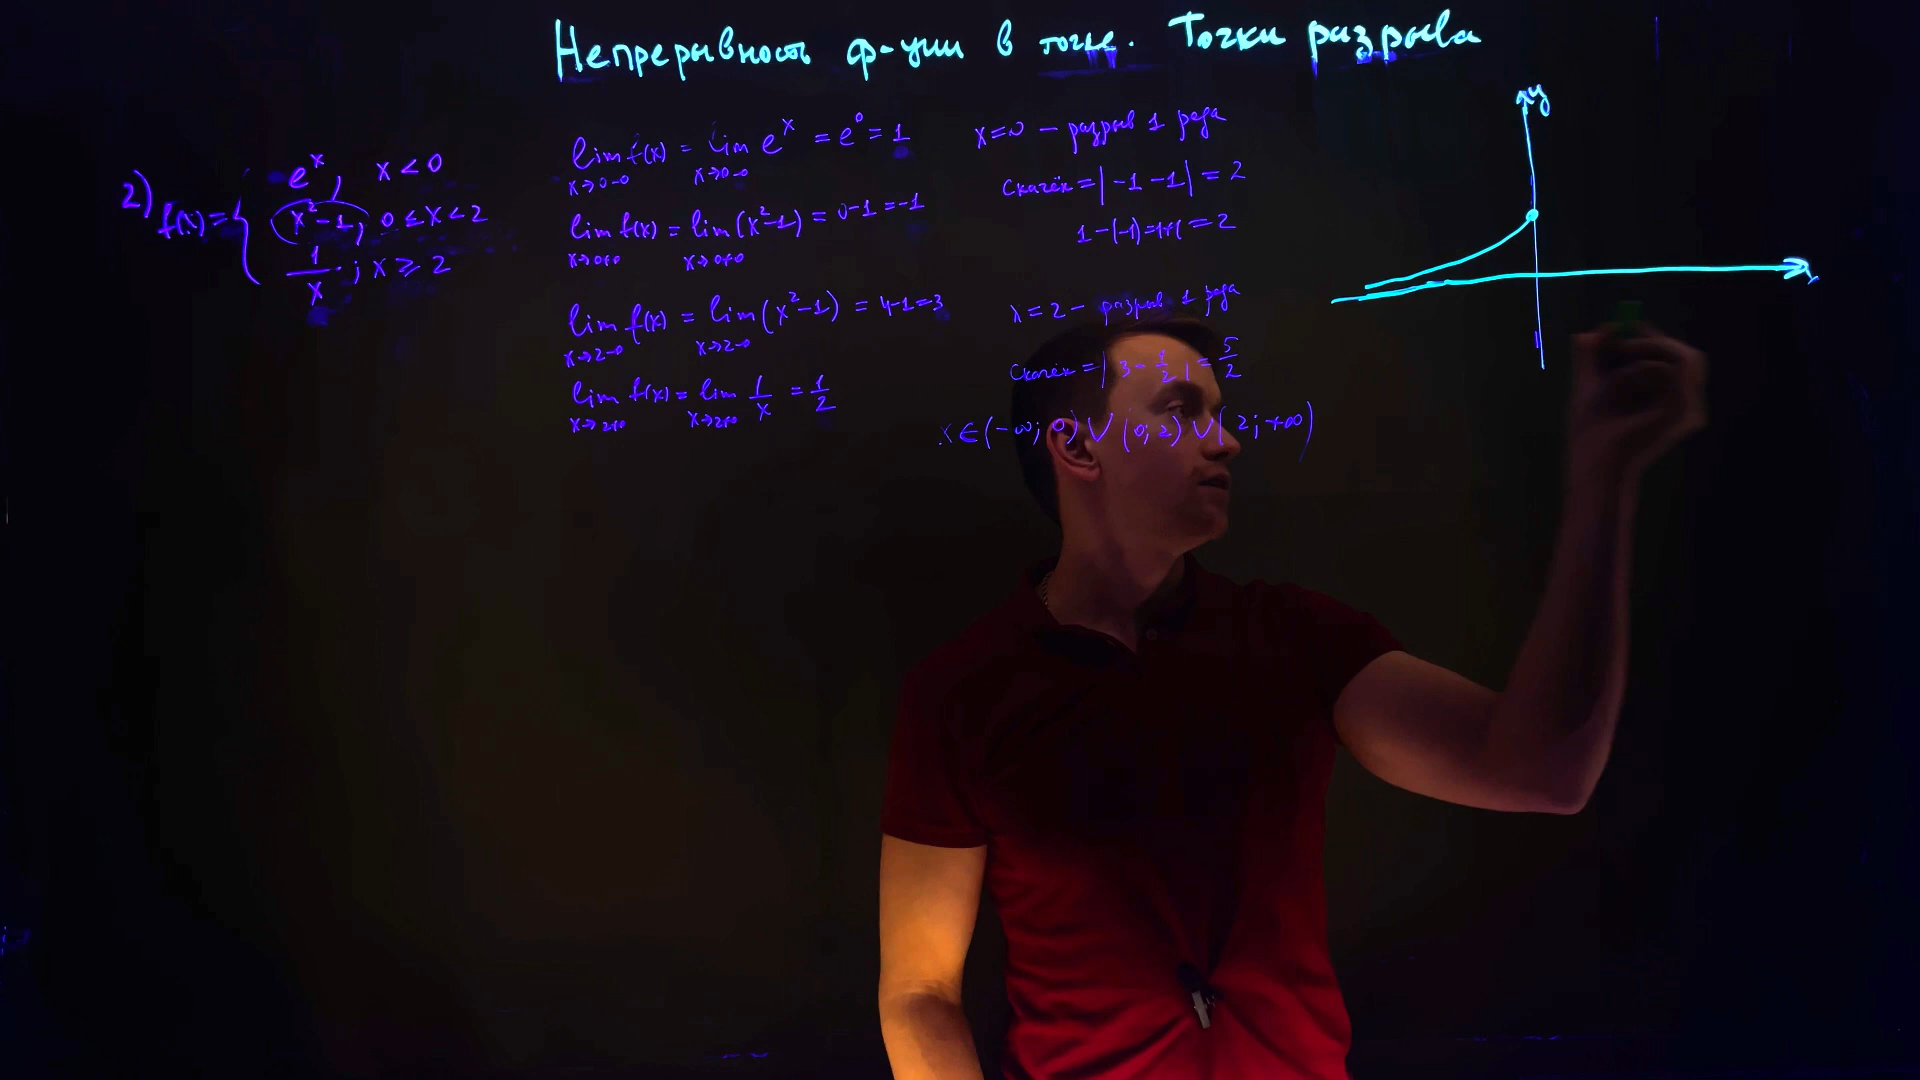 Непрерывность ф-ции в точке. Точки разрыва
2) f(x) = { e^x, x < 0
x^2-1, 0 ≤ x < 2
1/x ; x ≥ 2
lim f(x) = lim e^x = e^0 = 1
x→0-0 x→0-0
lim f(x) = lim (x^2-1) = 0-1 = -1
x→0+0 x→0+0
lim f(x) = lim (x^2-1) = 4-1=3
x→2-0 x→2-0
lim f(x) = lim 1/x = 1/2
x→2+0 x→2+0
x=0 – разрыв 1 рода
Скачёк = |-1-1| = 2
1-(-1)=1+1=2
x=2 – разрыв 1 рода
Скачёк = |3 - 1/2| = 5/2
x ∈ (-∞; 0) ∪ (0; 2) ∪ (2; +∞)
y
x